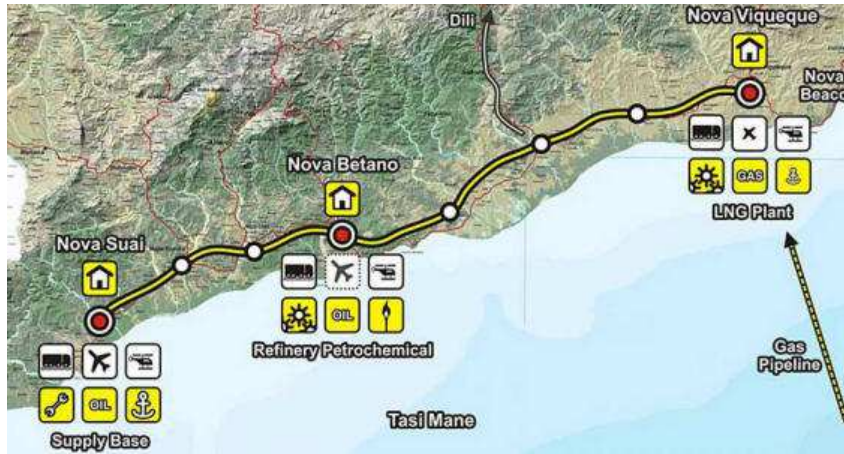 Nova Viqueque
Dili
Nova
Beaco
Nova Betano
GAS
LNG Plant
Nova Suai
OIL
Refinery Petrochemical
Gas
Pipeline
OIL
Tasi Mane
Supply Base